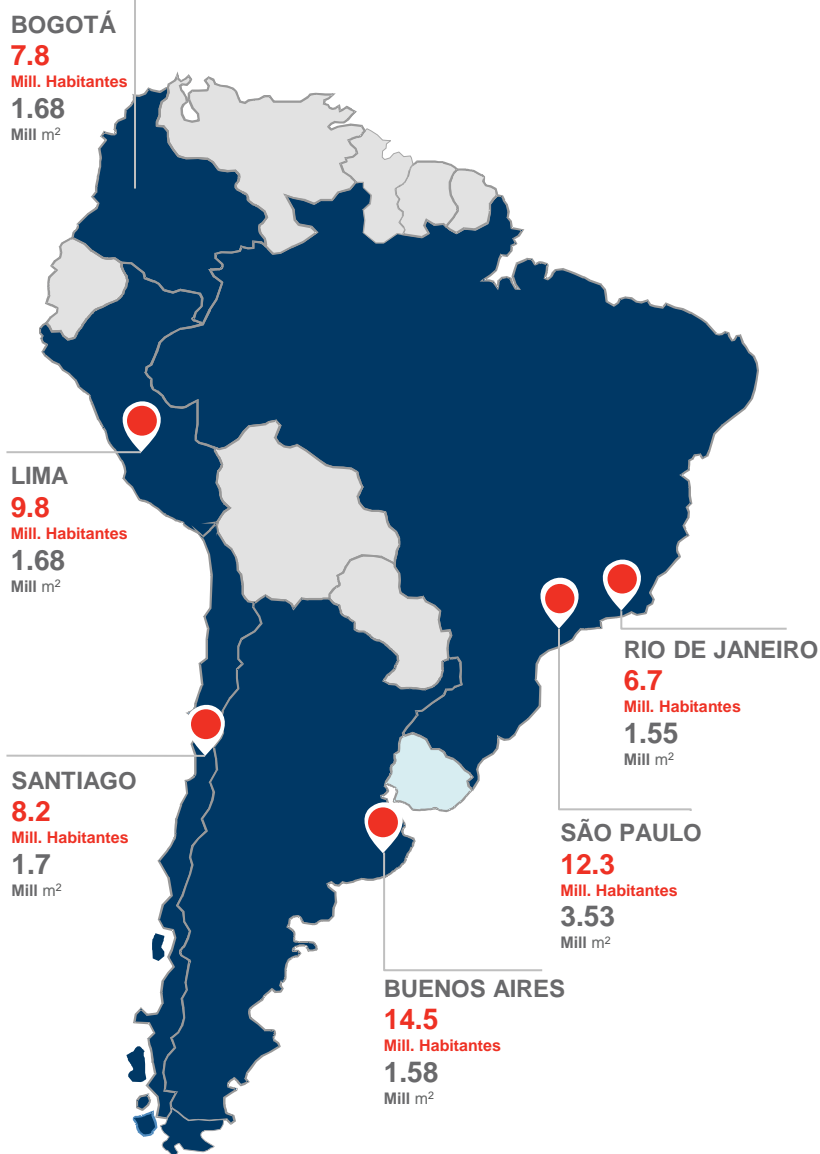 BOGOTÁ
7.8
Mill. Habitantes
1.68
Mill m²
LIMA
9.8
Mill. Habitantes
1.68
Mill m²
RIO DE JANEIRO
6.7
Mill. Habitantes
1.55
Mill m²
SANTIAGO
8.2
Mill. Habitantes
1.7
Mill m²
SÃO PAULO
12.3
Mill. Habitantes
3.53
Mill m²
BUENOS AIRES
14.5
Mill. Habitantes
1.58
Mill m²